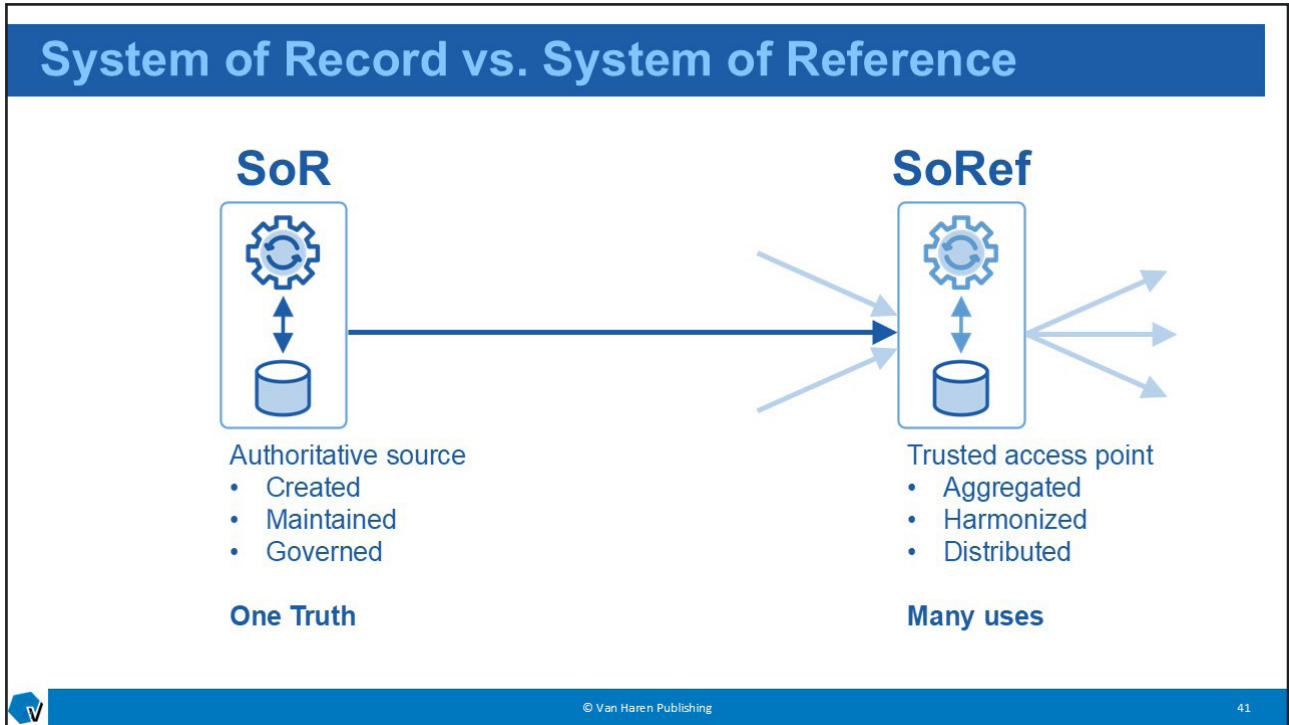 System of Record vs. System of Reference
SoR
SoRef
Authoritative source
• Created
• Maintained
• Governed
One Truth
Trusted access point
• Aggregated
• Harmonized
• Distributed
Many uses
V
© Van Haren Publishing
41